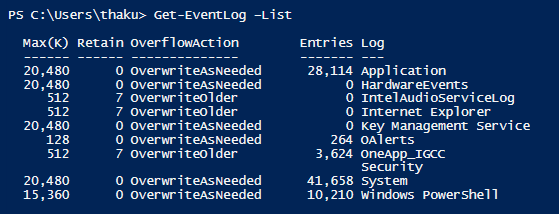 PS C:\Users\thaku> Get-EventLog –List
Max(K) Retain OverflowAction Entries Log
------ ------ -------------- ------- ---
20,480 0 OverwriteAsNeeded 28,114 Application
20,480 0 OverwriteAsNeeded 0 HardwareEvents
512 7 OverwriteOlder 0 IntelAudioServiceLog
512 7 OverwriteOlder 0 Internet Explorer
20,480 0 OverwriteAsNeeded 0 Key Management Service
128 0 OverwriteAsNeeded 264 OAlerts
512 7 OverwriteOlder 3,624 OneApp_IGCC
Security
20,480 0 OverwriteAsNeeded 41,658 System
15,360 0 OverwriteAsNeeded 10,210 Windows PowerShell